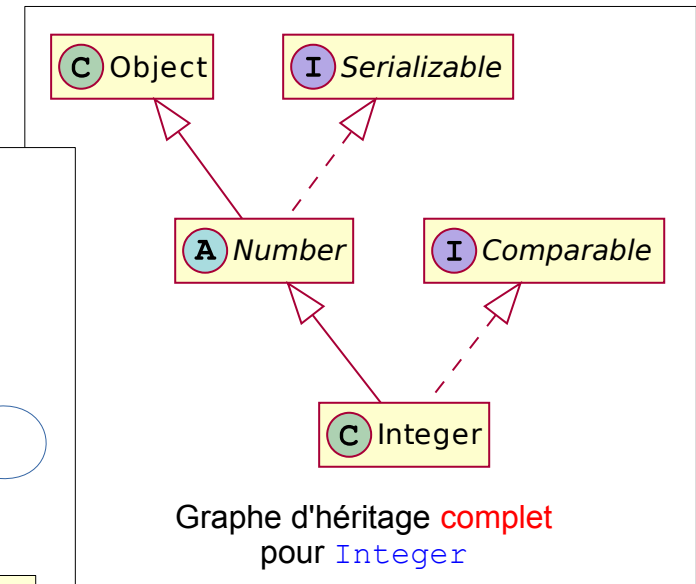 C Object
I Serializable
A Number
I Comparable
C Integer
Graphe d'héritage complet
pour Integer